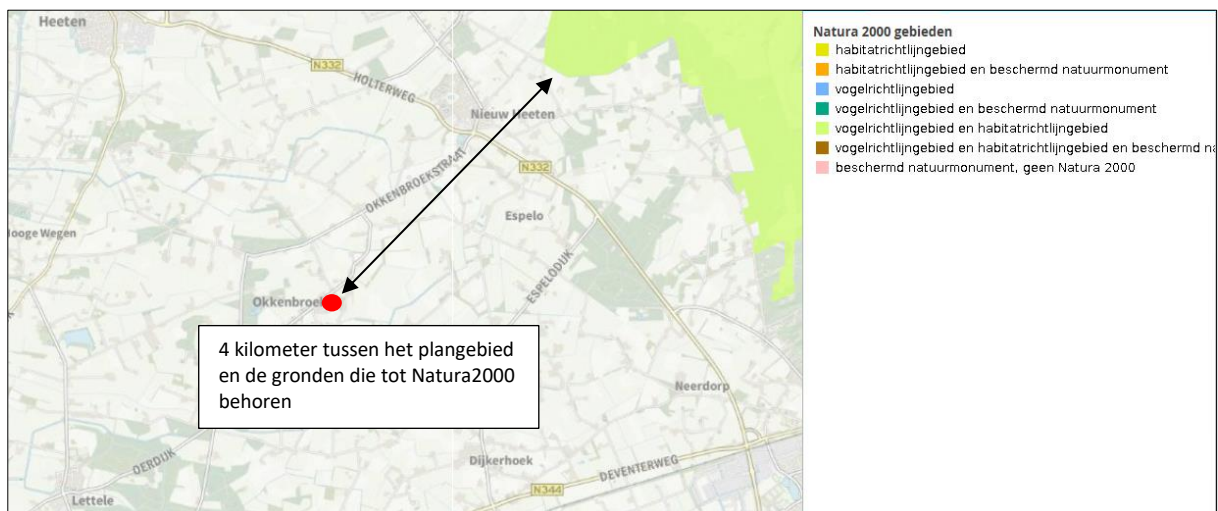 Heeten
N332
HOLTERWEG
Nieuw Heeten
OKKENBROEKSTRAAT
N332
Espelo
Hooge Wegen
ESPELODIJK
Okkenbroek
4 kilometer tussen het plangebied
en de gronden die tot Natura2000
behoren
Neerdorp
OERDIJK
Dijkerhoek
DEVENTERWEG
N344
Lettele
Natura 2000 gebieden
habitatrichtlijngebied
habitatrichtlijngebied en beschermd natuurmonument
vogelrichtlijngebied
vogelrichtlijngebied en beschermd natuurmonument
vogelrichtlijngebied en habitatrichtlijngebied
vogelrichtlijngebied en habitatrichtlijngebied en beschermd na
beschermd natuurmonument, geen Natura 2000